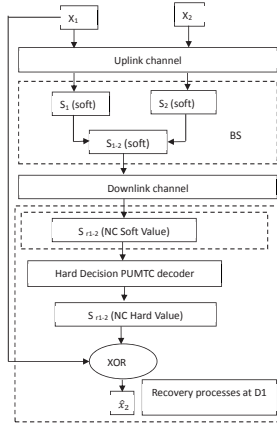 X₁ X₂
Uplink channel
S₁ (soft) S₂ (soft)
S₁₋₂ (soft)
BS
Downlink channel
S r1-2 (NC Soft Value)
Hard Decision PUMTC decoder
S r1-2 (NC Hard Value)
XOR
Recovery processes at D1
x̂₂